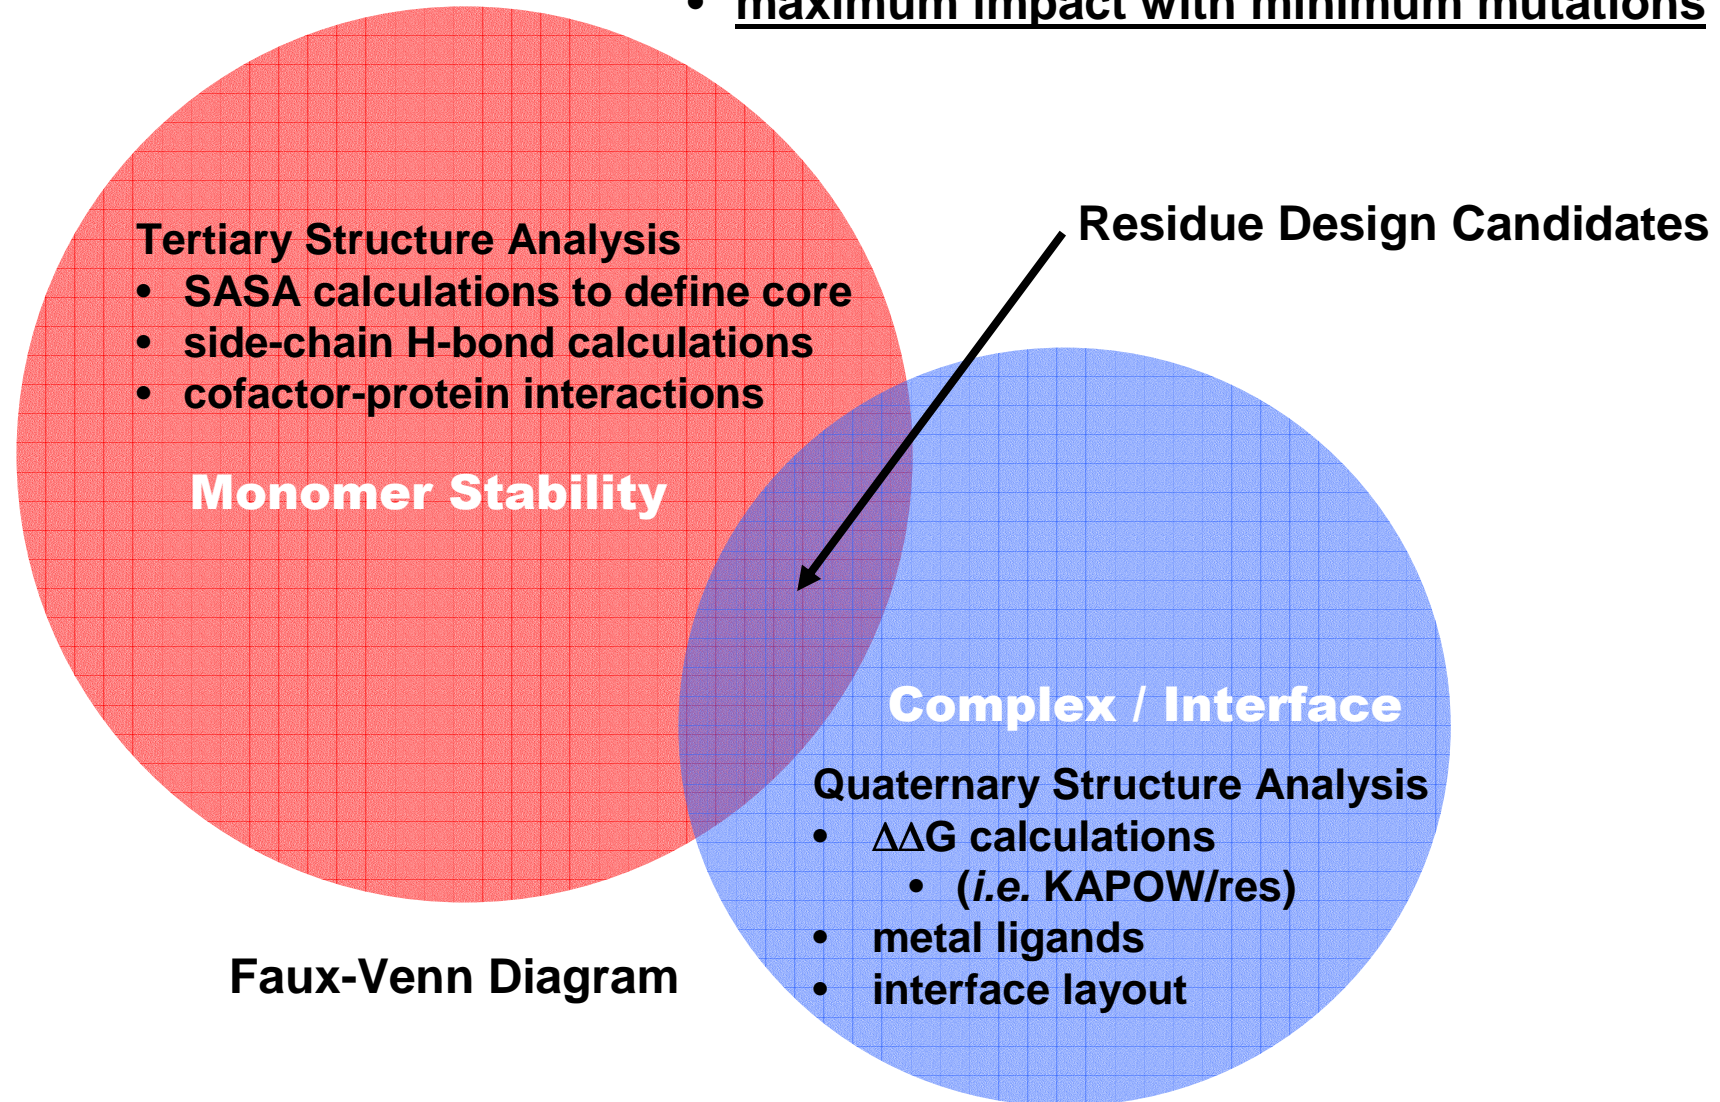 • maximum impact with minimum mutations
Residue Design Candidates
Tertiary Structure Analysis
• SASA calculations to define core
• side-chain H-bond calculations
• cofactor-protein interactions
Monomer Stability
Complex / Interface
Quaternary Structure Analysis
• ΔΔG calculations
• (i.e. KAPOW/res)
• metal ligands
• interface layout
Faux-Venn Diagram